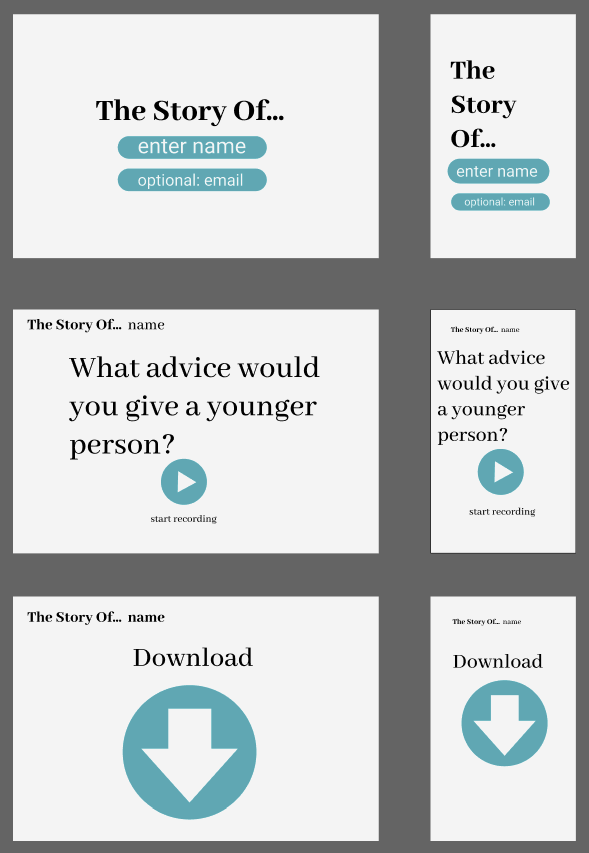 The Story Of...
enter name
optional: email
The
Story
Of...
enter name
optional: email
The Story Of... name
What advice would
you give a younger
person?
start recording
The Story Of... name
What advice
would you give
a younger
person?
start recording
The Story Of... name
Download
The Story Of... name
Download